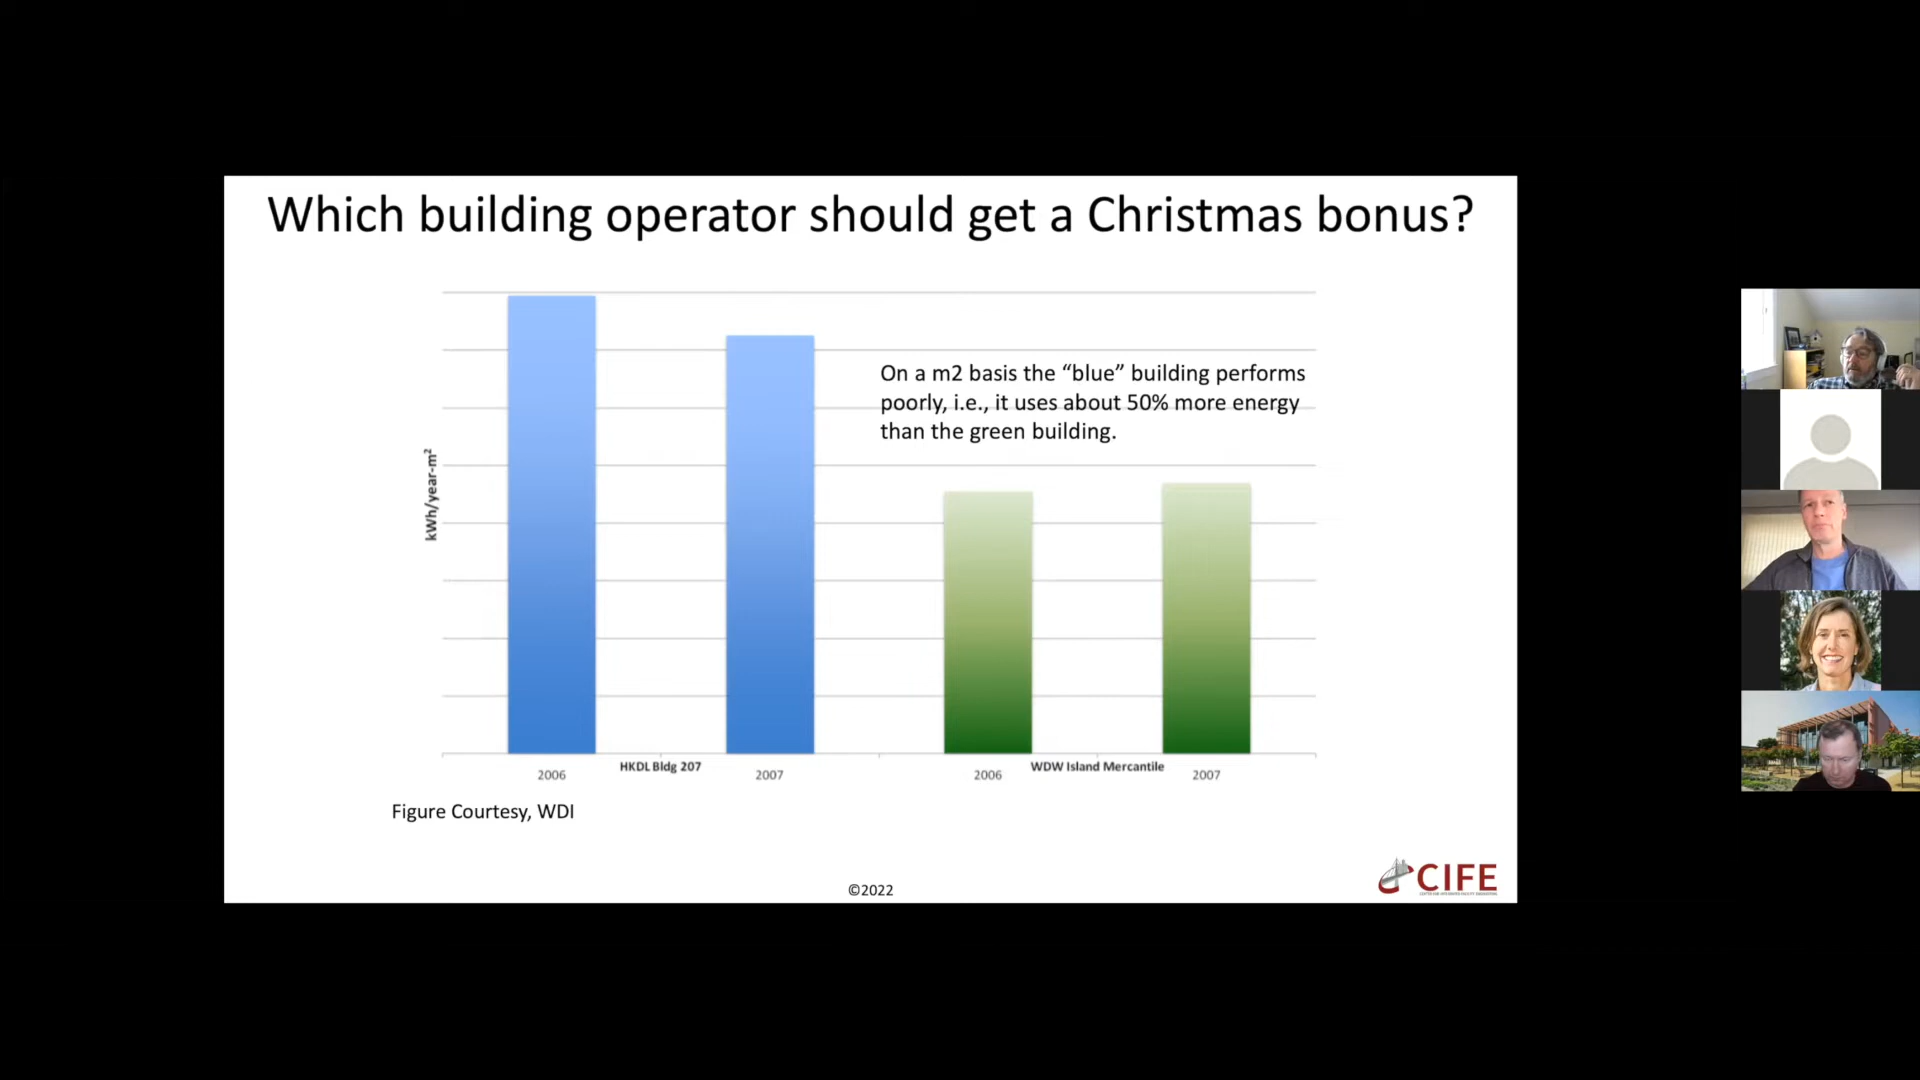 Which building operator should get a Christmas bonus?
On a m2 basis the “blue” building performs
poorly, i.e., it uses about 50% more energy
than the green building.
kWh/year-m²
2006
HKDL Bldg 207
2007
2006
WDW Island Mercantile
2007
Figure Courtesy, WDI
©2022
CIFE